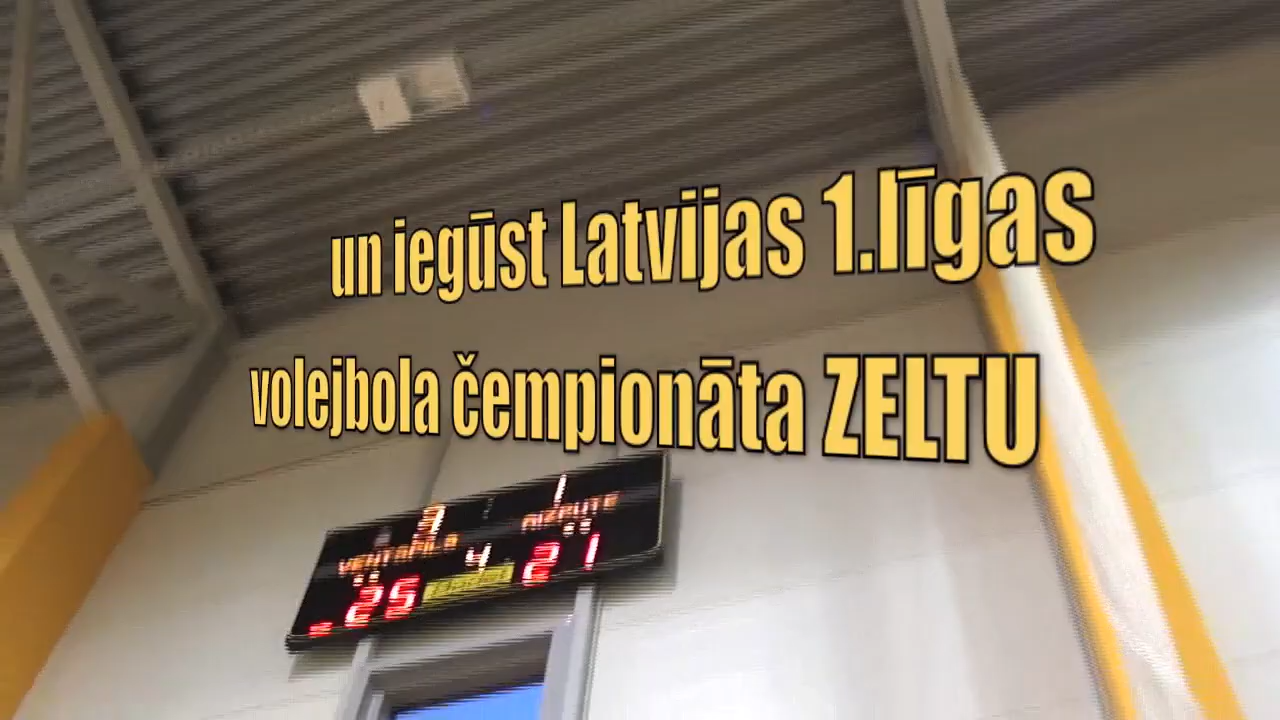 un iegūst Latvijas 1.līgas
volejbola čempionāta ZELTU
3 1
VENTSPILS AIZPUTE
4
25 21